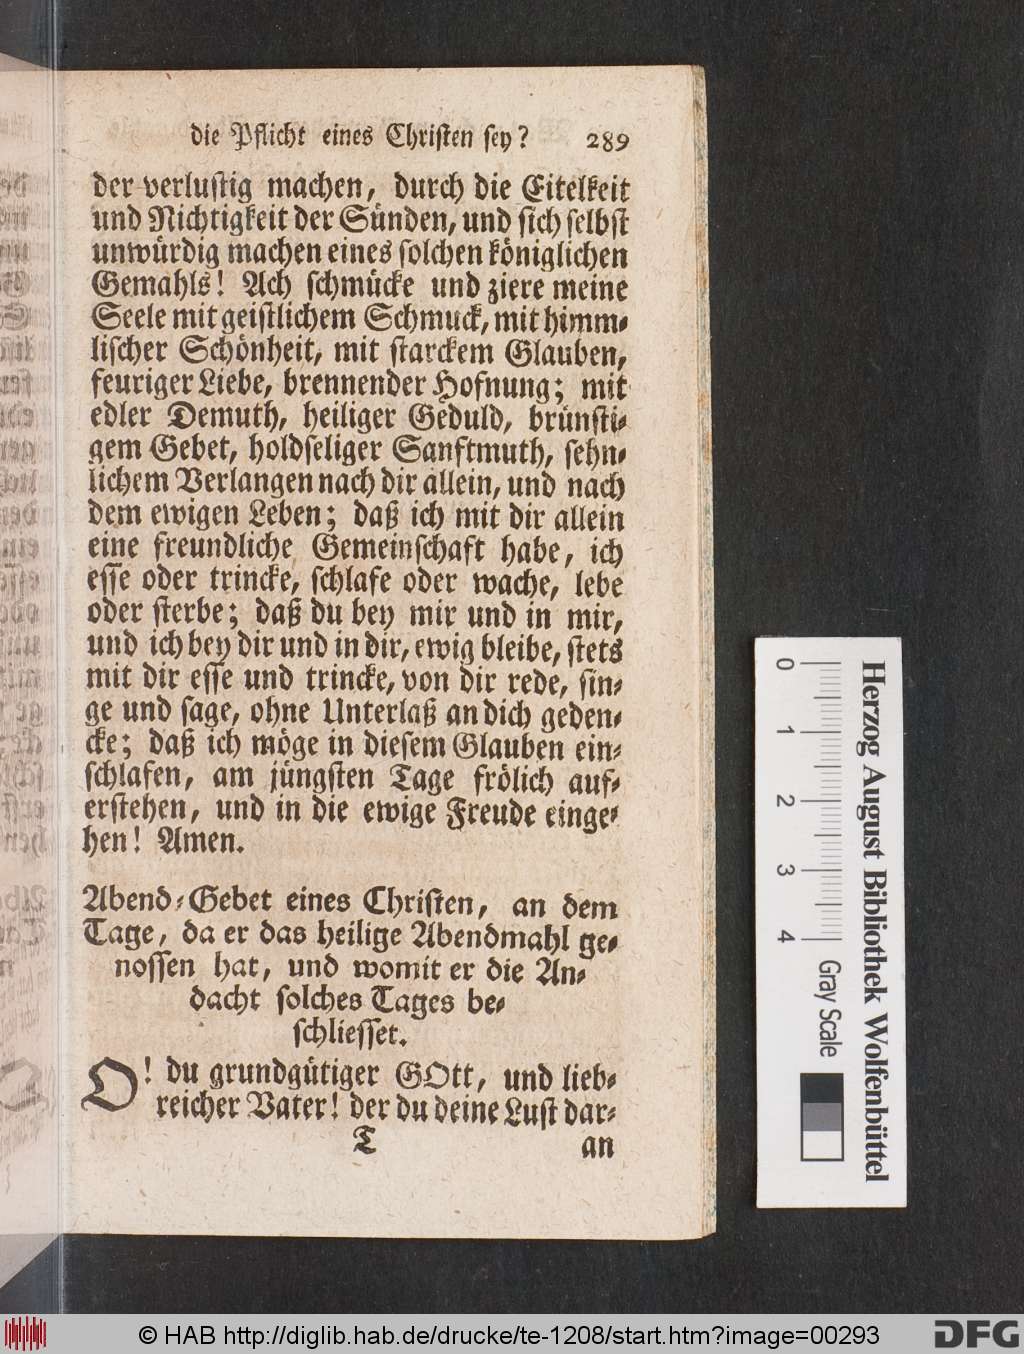 die Pflicht eines Christen sey? 289
der verlustig machen, durch die Eitelkeit
und Nichtigkeit der Sünden, und sich selbst
unwürdig machen eines solchen königlichen
Gemahls! Ach schmücke und ziere meine
Seele mit geistlichem Schmuck, mit himm-
lischer Schönheit, mit starckem Glauben,
feuriger Liebe, brennender Hofnung; mit
edler Demuth, heiliger Geduld, brünsti-
gem Gebet, holdseliger Sanftmuth, sehn-
lichem Verlangen nach dir allein, und nach
dem ewigen Leben; daß ich mit dir allein
eine freundliche Gemeinschaft habe, ich
esse oder trincke, schlafe oder wache, lebe
oder sterbe; daß du bey mir und in mir,
und ich bey dir und in dir, ewig bleibe, stets
mit dir esse und trincke, von dir rede, sin-
ge und sage, ohne Unterlaß an dich geden-
cke; daß ich möge in diesem Glauben ein-
schlafen, am jüngsten Tage frölich auf-
erstehen, und in die ewige Freude einge-
hen! Amen.
Abend-Gebet eines Christen, an dem
Tage, da er das heilige Abendmahl ge-
nossen hat, und womit er die An-
dacht solches Tages be-
schliesset.
O! du grundgütiger GOtt, und lieb-
reicher Vater! der du deine Lust dar-
T an
0 1 2 3 4
Herzog August Bibliothek Wolfenbüttel
Gray Scale
© HAB http://diglib.hab.de/drucke/te-1208/start.htm?image=00293
DFG